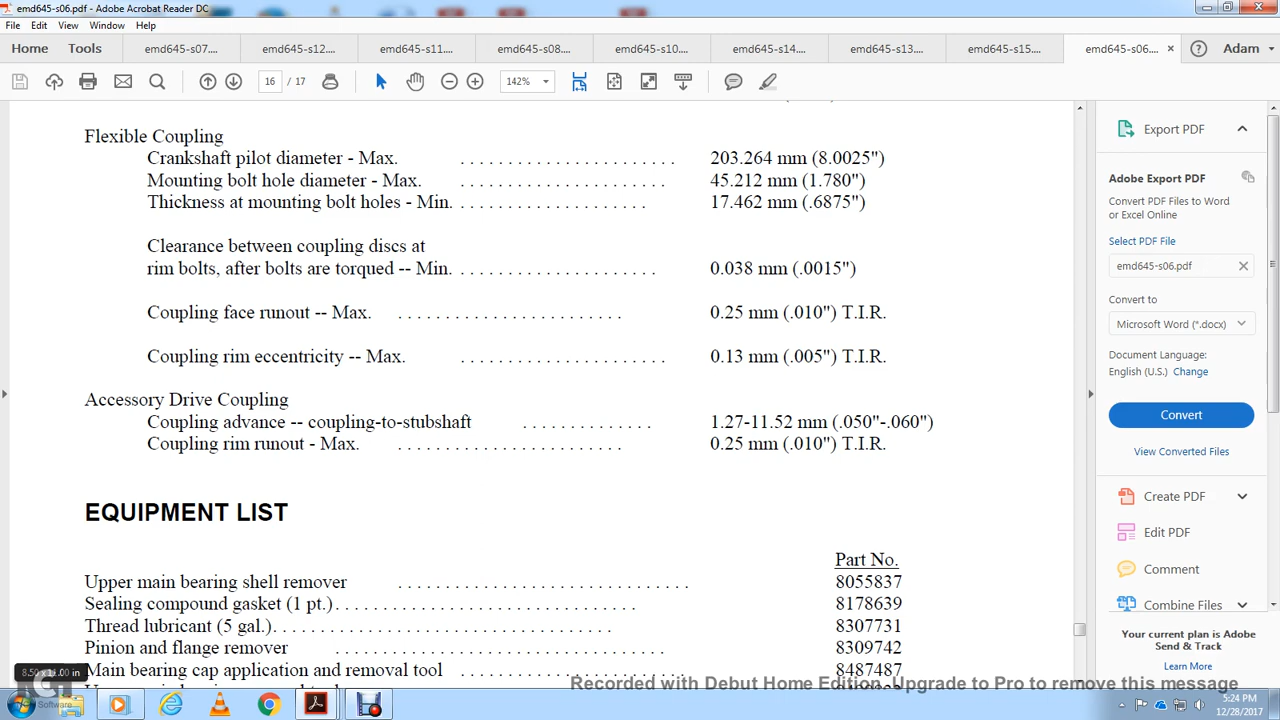 emd645-s06.pdf - Adobe Acrobat Reader DC
File Edit View Window Help
Home Tools emd645-s07.... emd645-s12.... emd645-s11.... emd645-s08.... emd645-s10.... emd645-s14.... emd645-s13.... emd645-s15.... emd645-s06.... × Adam
16 / 17 142%
Flexible Coupling
Crankshaft pilot diameter - Max. . . . . . . . . . . . . . . . . . . . . . . . 203.264 mm (8.0025")
Mounting bolt hole diameter - Max. . . . . . . . . . . . . . . . . . . . . . . 45.212 mm (1.780")
Thickness at mounting bolt holes - Min. . . . . . . . . . . . . . . . . . . . . 17.462 mm (.6875")
Clearance between coupling discs at
rim bolts, after bolts are torqued -- Min. . . . . . . . . . . . . . . . . . . . . . 0.038 mm (.0015")
Coupling face runout -- Max. . . . . . . . . . . . . . . . . . . . . . . . . 0.25 mm (.010") T.I.R.
Coupling rim eccentricity -- Max. . . . . . . . . . . . . . . . . . . . . . . 0.13 mm (.005") T.I.R.
Accessory Drive Coupling
Coupling advance -- coupling-to-stubshaft . . . . . . . . . . . . . . 1.27-11.52 mm (.050"-.060")
Coupling rim runout - Max. . . . . . . . . . . . . . . . . . . . . . . . . 0.25 mm (.010") T.I.R.
EQUIPMENT LIST
Part No.
Upper main bearing shell remover . . . . . . . . . . . . . . . . . . . . . . . . . . . . . . . 8055837
Sealing compound gasket (1 pt.). . . . . . . . . . . . . . . . . . . . . . . . . . . . . . . . 8178639
Thread lubricant (5 gal.). . . . . . . . . . . . . . . . . . . . . . . . . . . . . . . . . . . . 8307731
Pinion and flange remover . . . . . . . . . . . . . . . . . . . . . . . . . . . . . . . . . . . 8309742
Main bearing cap application and removal tool . . . . . . . . . . . . . . . . . . . . . . . . 8487487
8.50 x 11.00 in
Export PDF
Adobe Export PDF
Convert PDF Files to Word
or Excel Online
Select PDF File
emd645-s06.pdf
Convert to
Microsoft Word (*.docx)
Document Language:
English (U.S.) Change
Convert
View Converted Files
Create PDF
Edit PDF
Comment
Combine Files
Your current plan is Adobe
Send & Track
Learn More
Recorded with Debut Home Edition. Upgrade to Pro to remove this message
Software
5:24 PM
12/28/2017